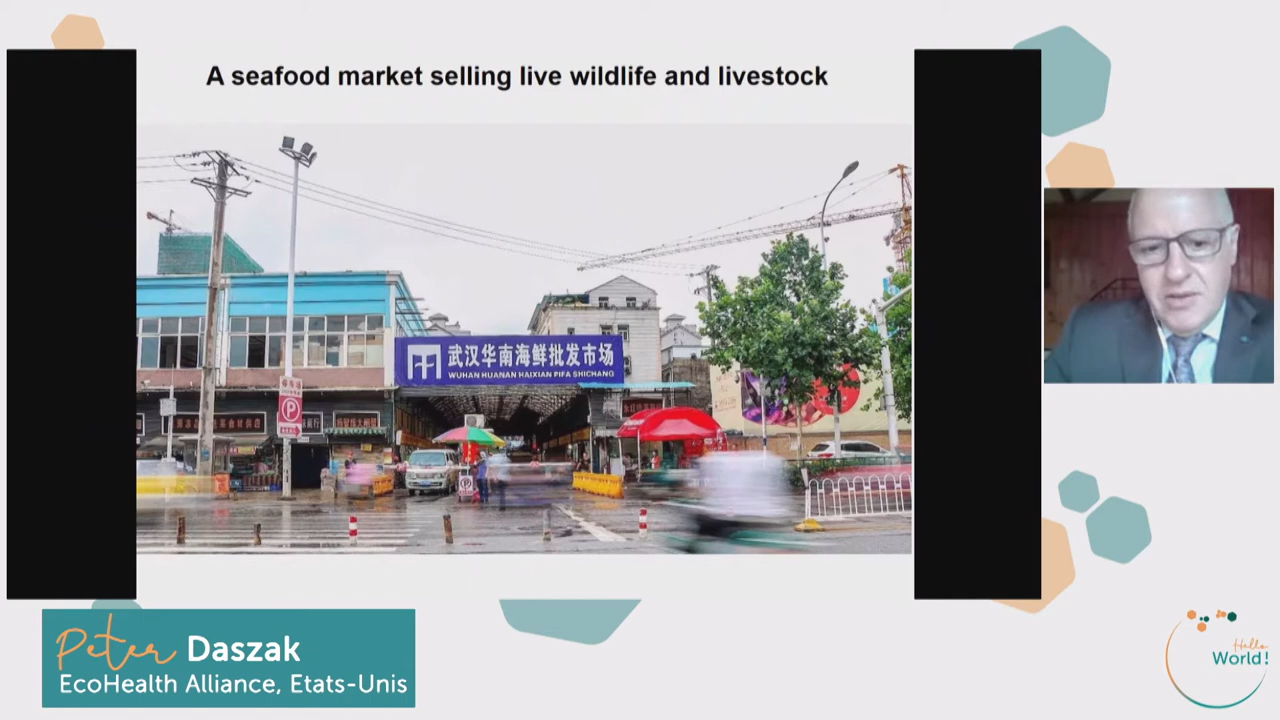 A seafood market selling live wildlife and livestock
武汉华南海鲜批发市场
WUHAN HUANAN HAIXIAN PIFA SHICHANG
P
Peter Daszak
EcoHealth Alliance, Etats-Unis
Hello
World!